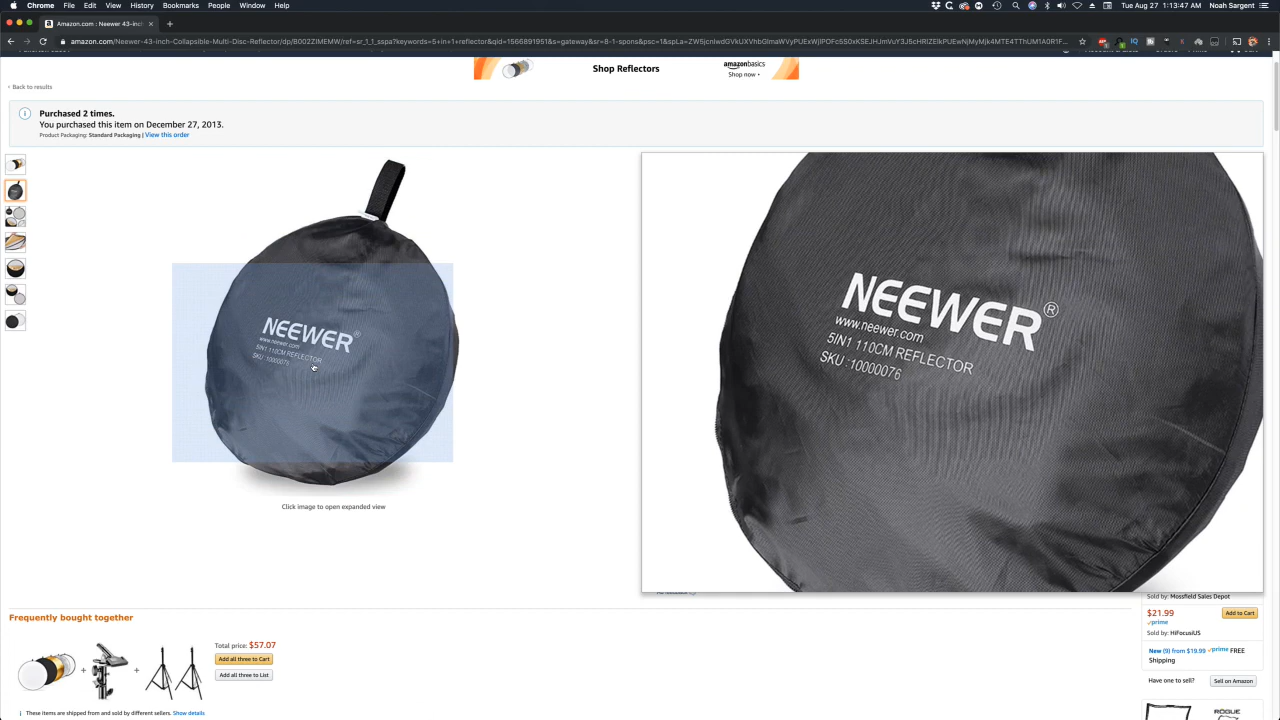 Chrome File Edit View History Bookmarks People Window Help
Tue Aug 27 1:13:47 AM Noah Sargent
Amazon.com : Neewer 43-inch
Shop Reflectors
amazonbasics
Shop now
Back to results
Purchased 2 times.
You purchased this item on December 27, 2013.
Product Packaging: Standard Packaging | View this order
NEEWER®
www.neewer.com
5IN1 110CM REFLECTOR
SKU :10000076
NEEWER®
www.neewer.com
5IN1 110CM REFLECTOR
SKU :10000076
Click image to open expanded view
Sold by: Mossfield Sales Depot
$21.99
Add to Cart
prime
Sold by: HiFocusiUS
New (9) from $19.99 prime FREE
Shipping
Have one to sell?
Sell on Amazon
ROGUE
Frequently bought together
Total price: $57.07
Add all three to Cart
Add all three to List
These items are shipped from and sold by different sellers. Show details